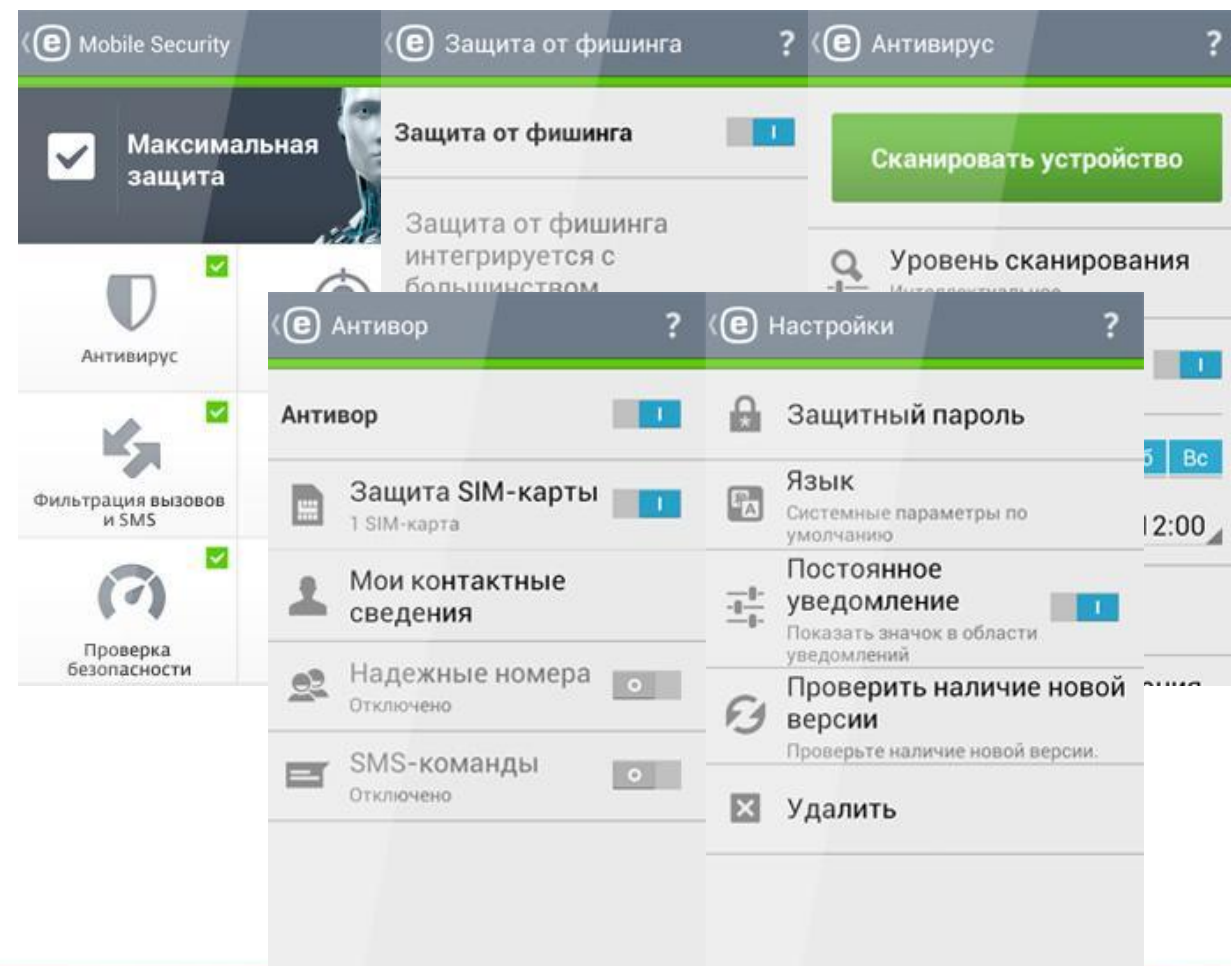 Mobile Security
Максимальная
защита
Антивирус
Фильтрация вызовов
и SMS
Проверка
безопасности
Защита от фишинга
?
Защита от фишинга
Защита от фишинга
интегрируется с
большинством
Антивирус
?
Сканировать устройство
Уровень сканирования
Интеллектуальное
Вс
12:00
Антивор
?
Антивор
Защита SIM-карты
1 SIM-карта
Мои контактные
сведения
Надежные номера
Отключено
SMS-команды
Отключено
Настройки
?
Защитный пароль
Язык
Системные параметры по
умолчанию
Постоянное
уведомление
Показать значок в области
уведомлений
Проверить наличие новой
версии
Проверьте наличие новой версии.
Удалить